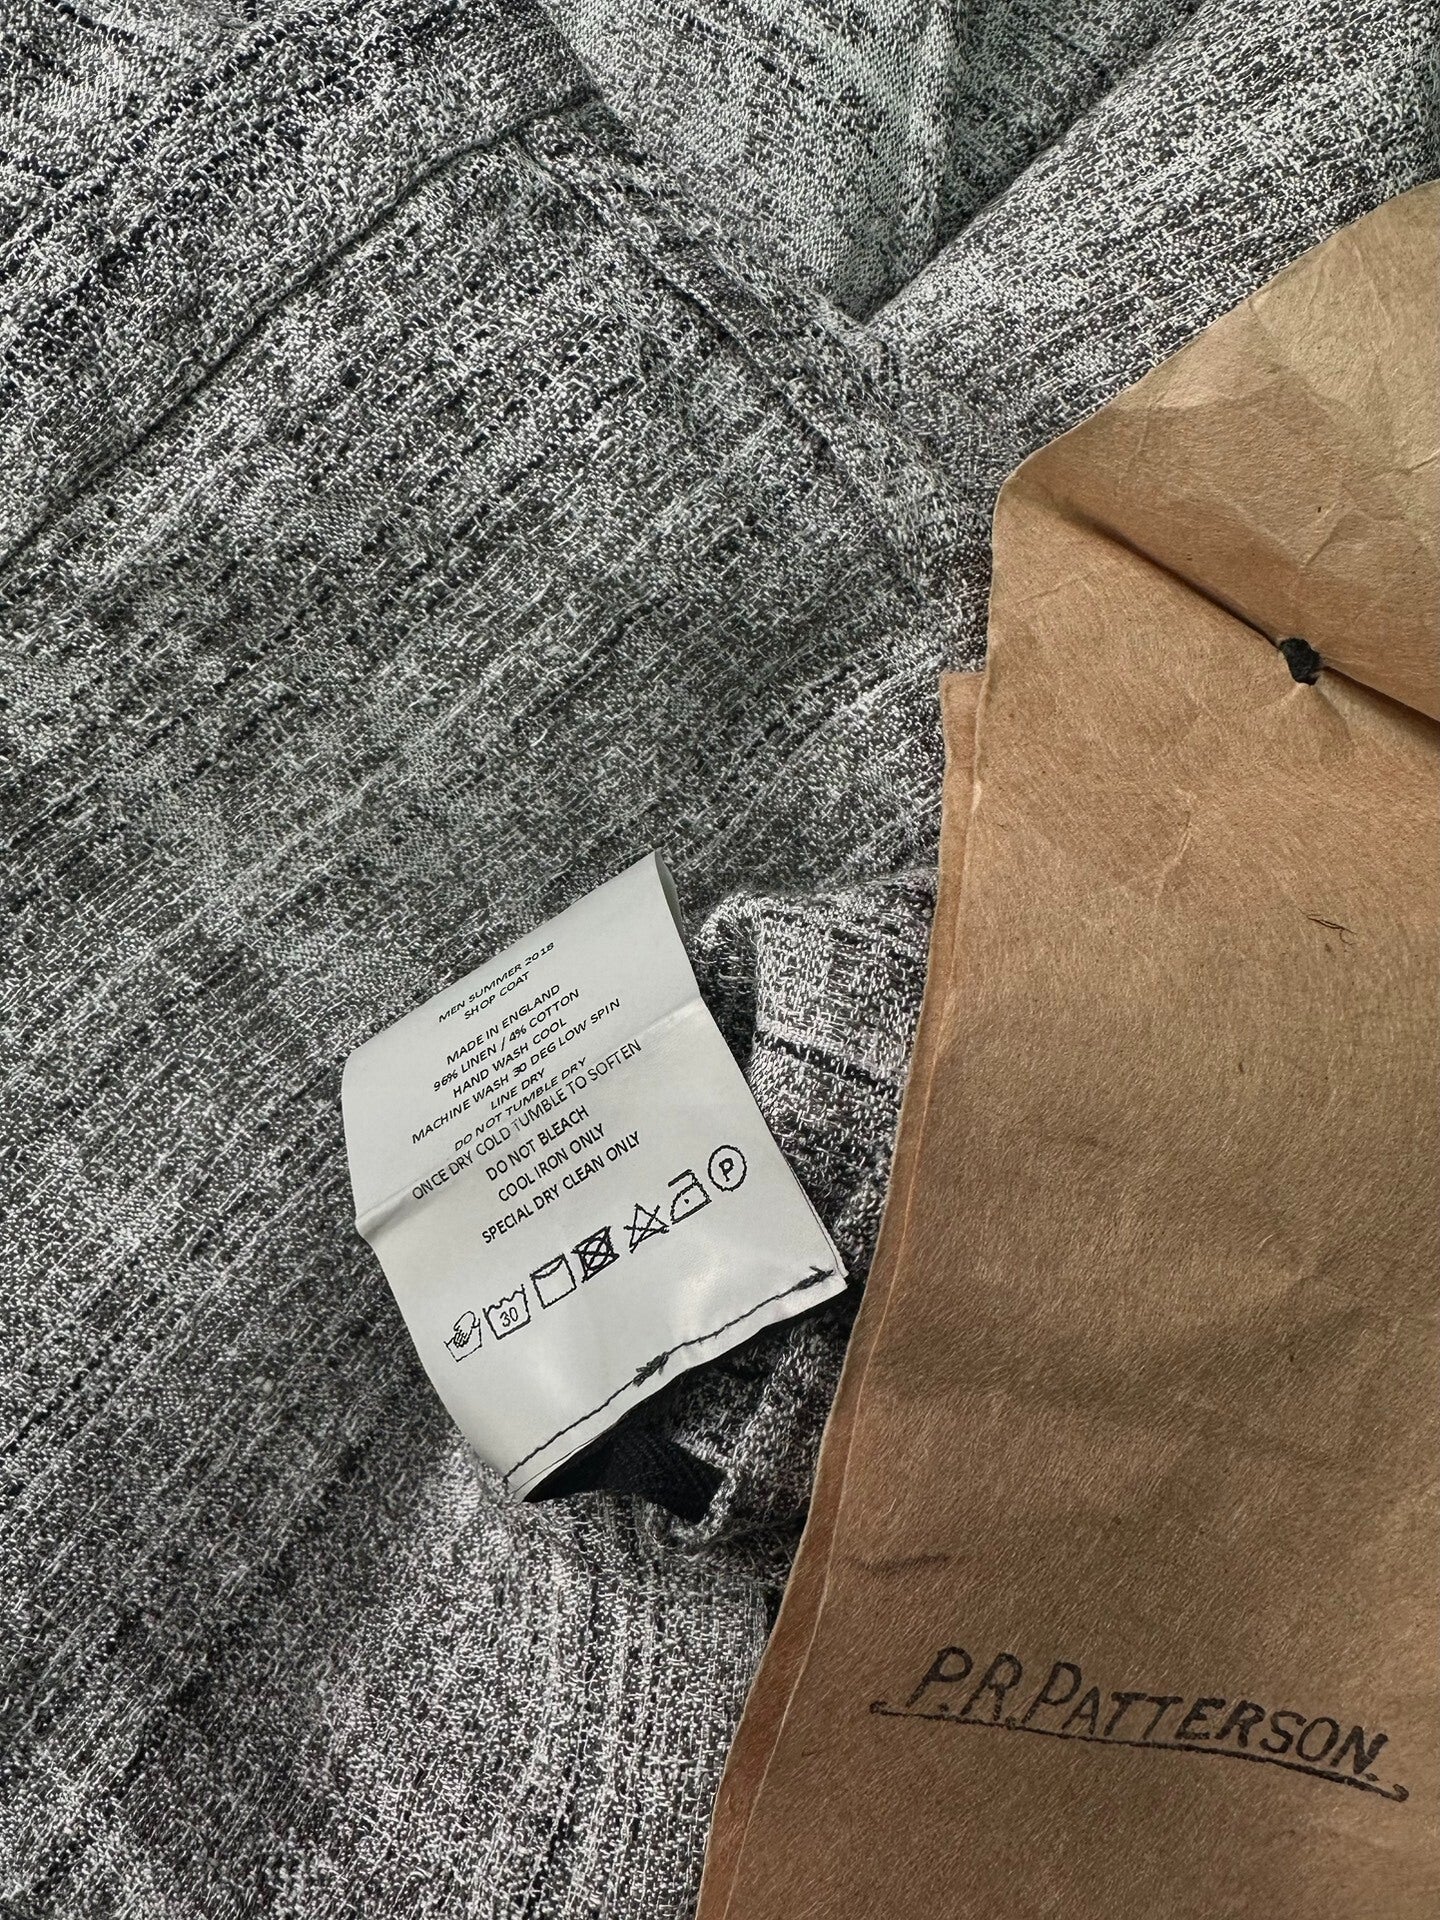 MEN SUMMER 2018
SHOP COAT
MADE IN ENGLAND
96% LINEN / 4% COTTON
HAND WASH COOL
MACHINE WASH 30 DEG LOW SPIN
LINE DRY
DO NOT TUMBLE DRY
ONCE DRY COLD TUMBLE TO SOFTEN
DO NOT BLEACH
COOL IRON ONLY
SPECIAL DRY CLEAN ONLY
30
P
P.R.PATTERSON.